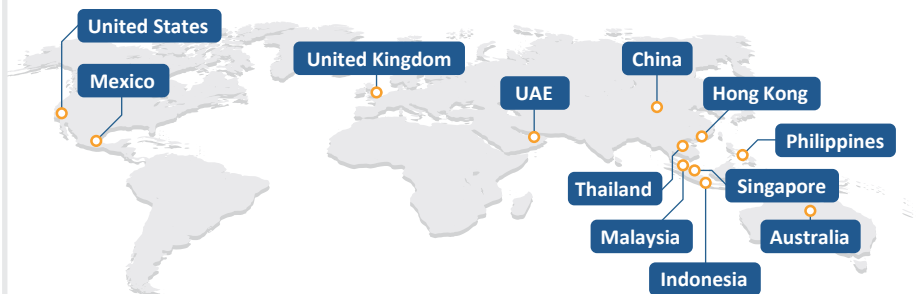 United States
Mexico
United Kingdom
UAE
China
Hong Kong
Philippines
Thailand
Singapore
Malaysia
Australia
Indonesia